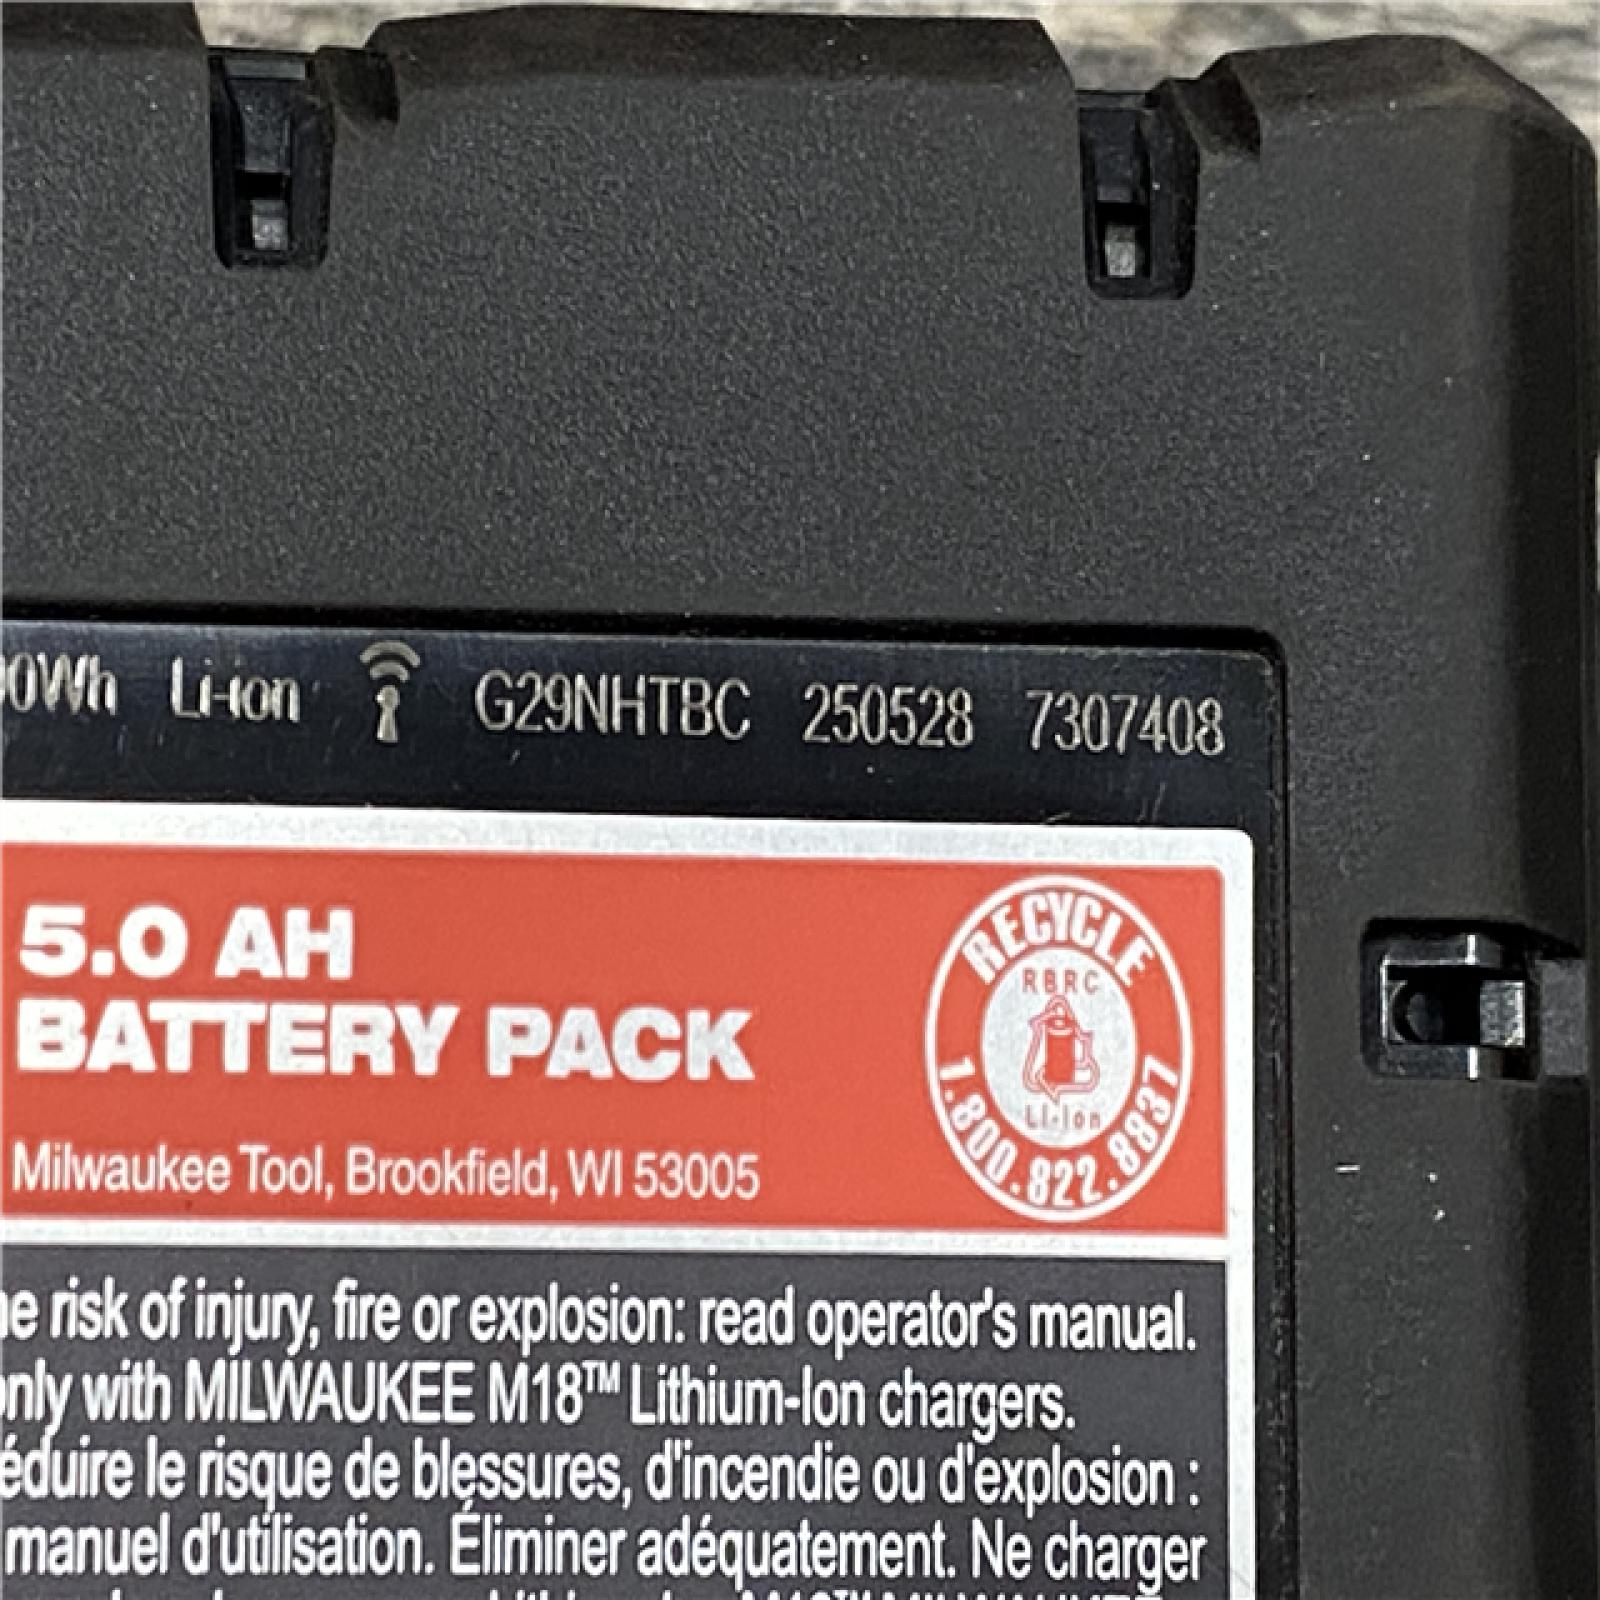 00Wh Li-ion G29NHTBC 250528 7307408
5.0 AH
BATTERY PACK
Milwaukee Tool, Brookfield, WI 53005
RECYCLE
RBRC
Li-Ion
1.800.822.8837
risk of injury, fire or explosion: read operator's manual.
only with MILWAUKEE M18™ Lithium-Ion chargers.
éduire le risque de blessures, d'incendie ou d'explosion :
manuel d'utilisation. Éliminer adéquatement. Ne charger